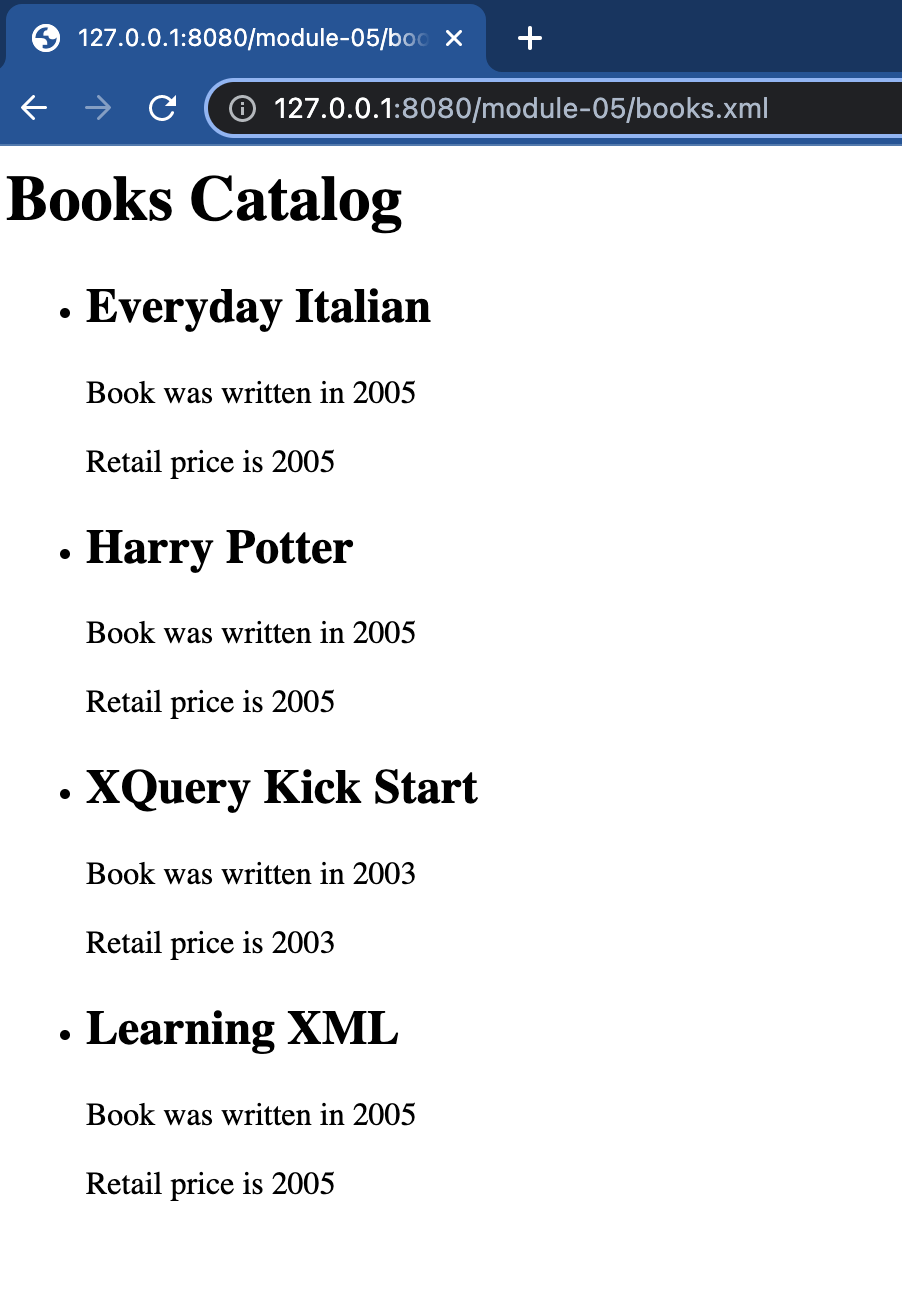 127.0.0.1:8080/module-05/boo
127.0.0.1:8080/module-05/books.xml
Books Catalog
Everyday Italian
Book was written in 2005
Retail price is 2005
Harry Potter
Book was written in 2005
Retail price is 2005
XQuery Kick Start
Book was written in 2003
Retail price is 2003
Learning XML
Book was written in 2005
Retail price is 2005